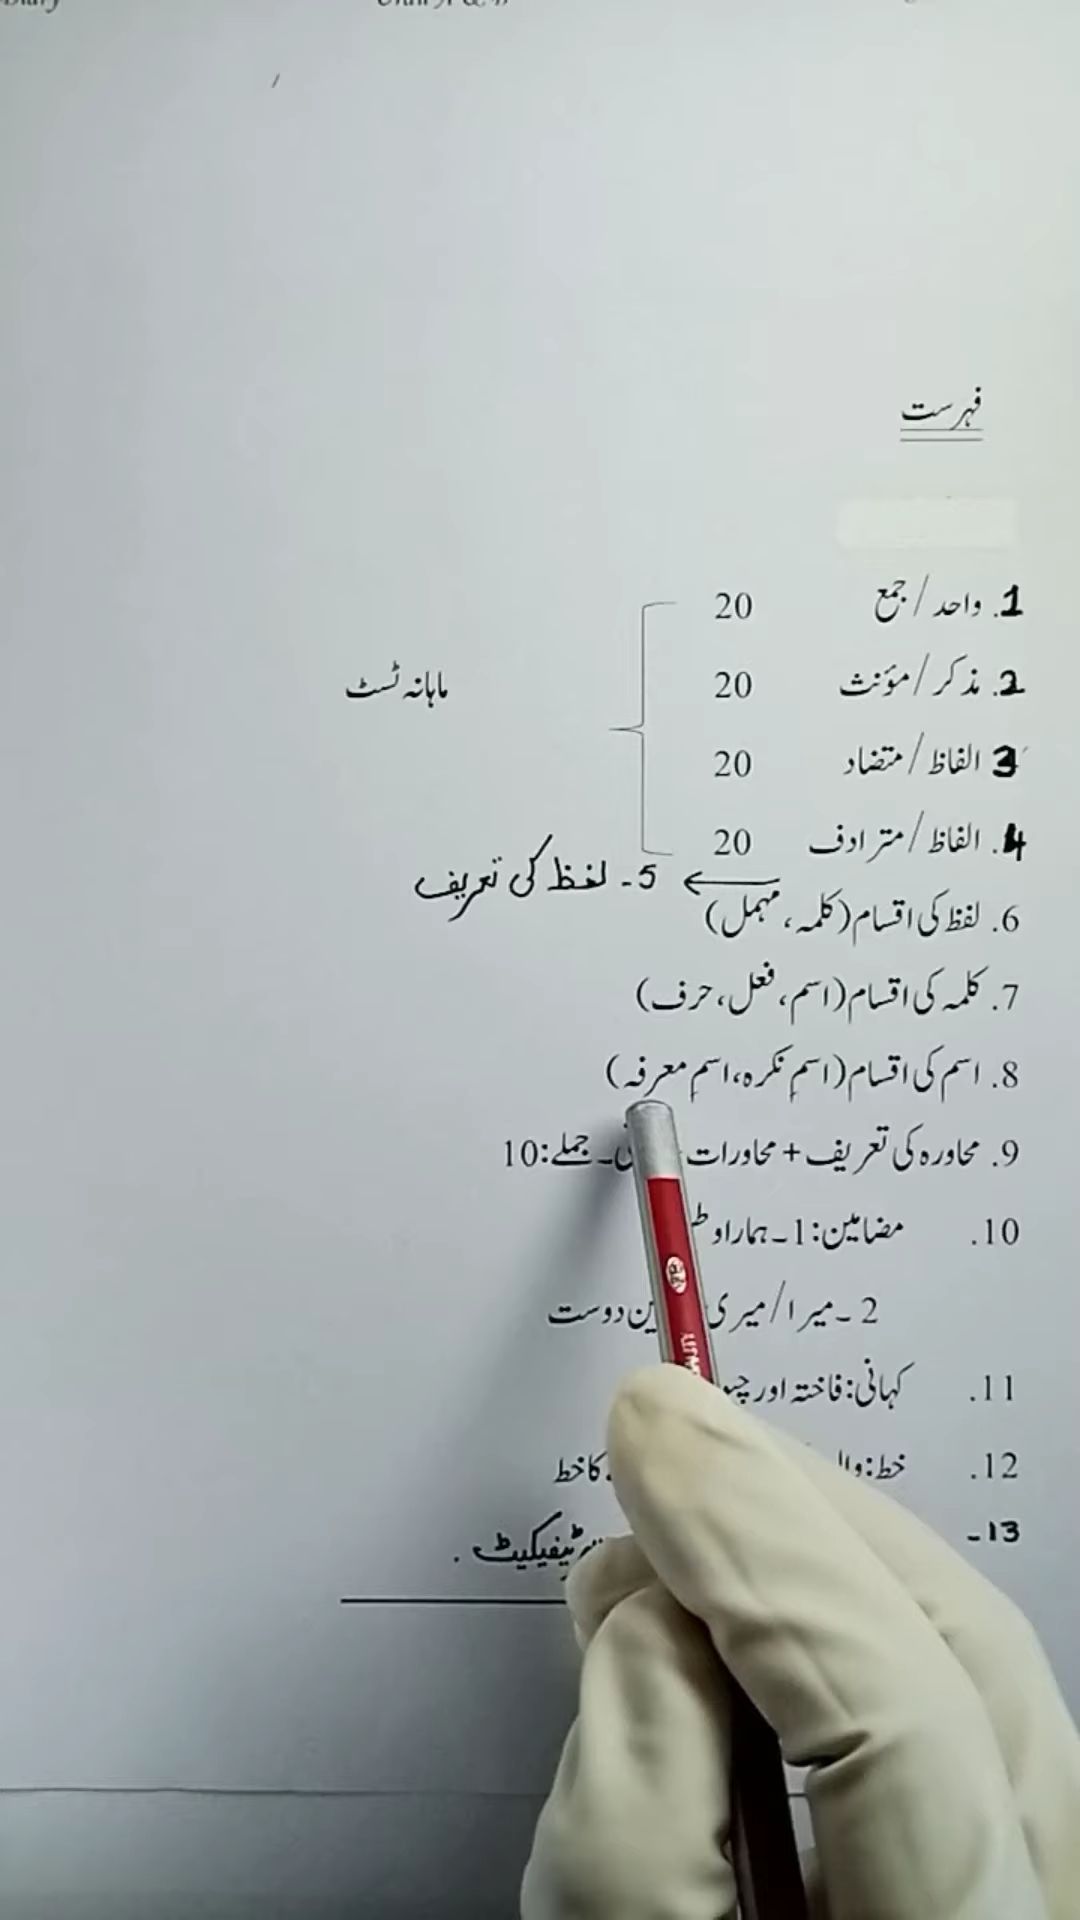 فہرست
1. واحد/جمع 20
2. مذکر/مؤنث 20
ماہانہ ٹسٹ
3 الفاظ/متضاد 20
4. الفاظ/مترادف 20
5۔ لفظ کی تعریف
6. لفظ کی اقسام(کلمہ، مہمل)
7. کلمہ کی اقسام(اسم، فعل، حرف)
8. اسم کی اقسام(اسمِ نکرہ، اسمِ معرفہ)
9. محاورہ کی تعریف + محاورات ۔ جملے:10
10. مضامین:1۔ہمارا
2۔میرا/میری دوست
11. کہانی:فاختہ اور
12. خط: کا خط
13۔ سرٹیفیکیٹ.